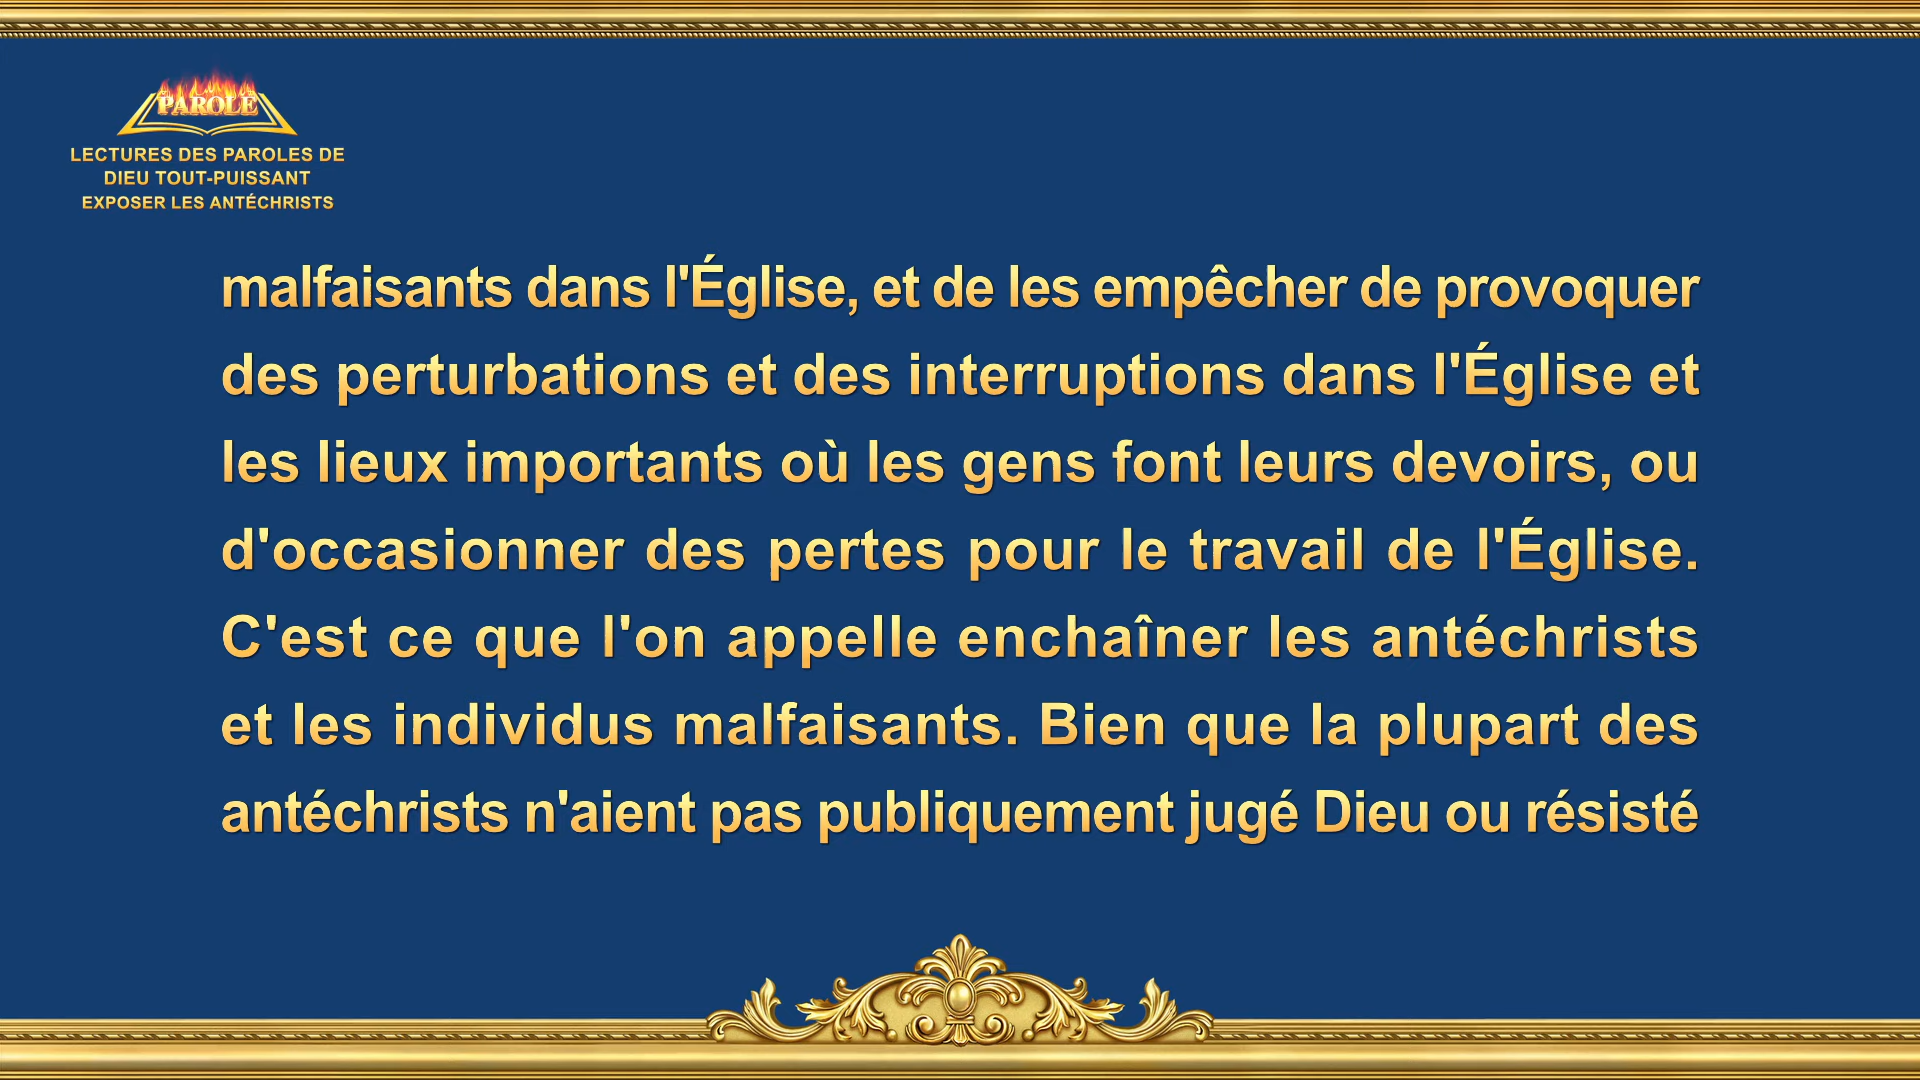 PAROLE
LECTURES DES PAROLES DE
DIEU TOUT-PUISSANT
EXPOSER LES ANTÉCHRISTS
malfaisants dans l'Église, et de les empêcher de provoquer
des perturbations et des interruptions dans l'Église et
les lieux importants où les gens font leurs devoirs, ou
d'occasionner des pertes pour le travail de l'Église.
C'est ce que l'on appelle enchaîner les antéchrists
et les individus malfaisants. Bien que la plupart des
antéchrists n'aient pas publiquement jugé Dieu ou résisté